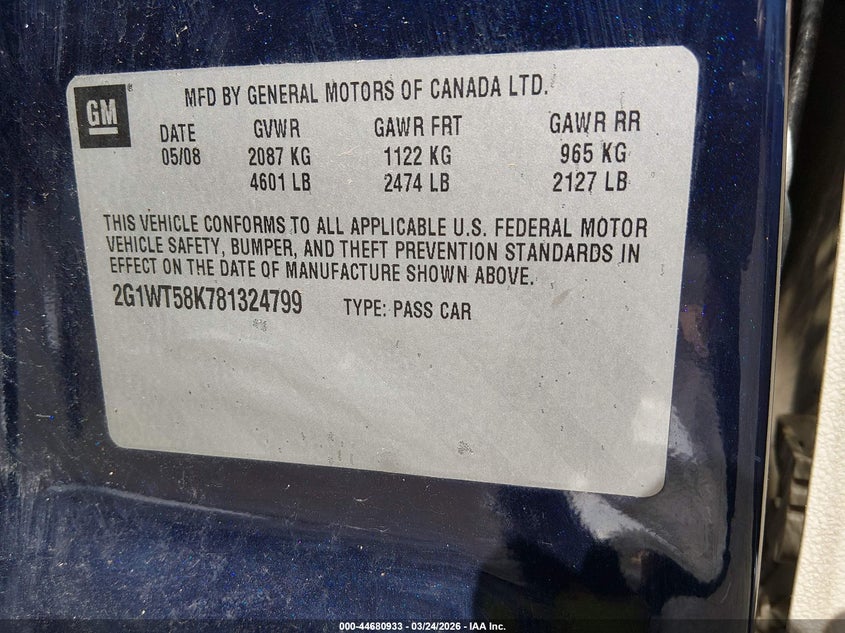 GM
MFD BY GENERAL MOTORS OF CANADA LTD.
DATE GVWR GAWR FRT GAWR RR
05/08 2087 KG 1122 KG 965 KG
4601 LB 2474 LB 2127 LB
THIS VEHICLE CONFORMS TO ALL APPLICABLE U.S. FEDERAL MOTOR
VEHICLE SAFETY, BUMPER, AND THEFT PREVENTION STANDARDS IN
EFFECT ON THE DATE OF MANUFACTURE SHOWN ABOVE.
2G1WT58K781324799 TYPE: PASS CAR
000-44680933 - 03/24/2026 - IAA Inc.